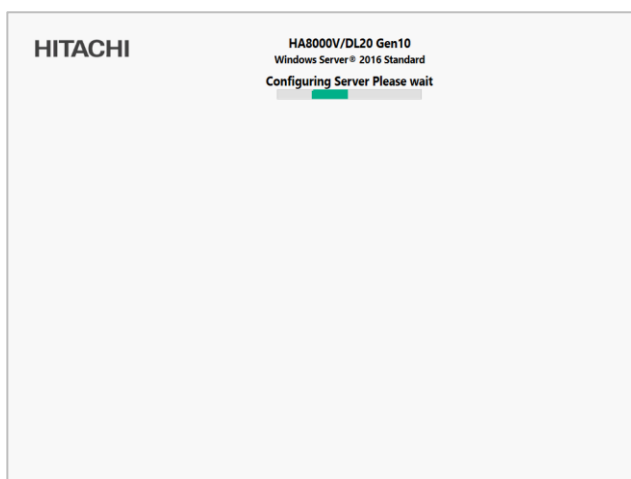 HITACHI
HA8000V/DL20 Gen10
Windows Server® 2016 Standard
Configuring Server Please wait